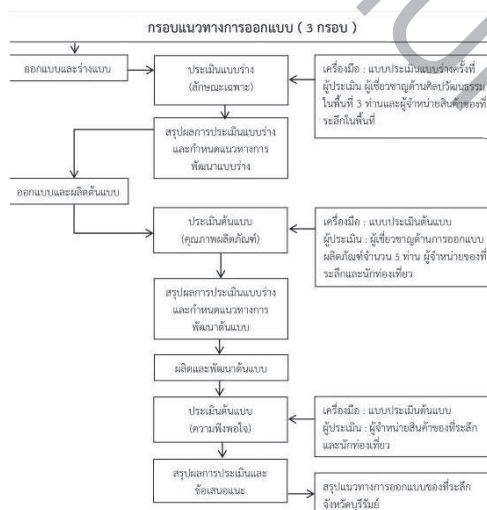 กรอบแนวทางการออกแบบ ( 3 กรอบ )
ออกแบบและร่างแบบ
ประเมินแบบร่าง
(ลักษณะเฉพาะ)
เครื่องมือ : แบบประเมินแบบร่างครั้งที่
ผู้ประเมิน ผู้เชี่ยวชาญด้านศิลปวัฒนธรรม
ในพื้นที่ 3 ท่านและผู้จำหน่ายสินค้าของที่
ระลึกในพื้นที่
สรุปผลการประเมินแบบร่าง
และกำหนดแนวทางการ
พัฒนาแบบร่าง
ออกแบบและผลิตต้นแบบ
ประเมินต้นแบบ
(คุณภาพผลิตภัณฑ์)
เครื่องมือ : แบบประเมินต้นแบบ
ผู้ประเมิน : ผู้เชี่ยวชาญด้านการออกแบบ
ผลิตภัณฑ์จำนวน 5 ท่าน ผู้จำหน่ายของที่
ระลึกและนักท่องเที่ยว
สรุปผลการประเมินแบบร่าง
และกำหนดแนวทางการ
พัฒนาต้นแบบ
ผลิตและพัฒนาต้นแบบ
ประเมินต้นแบบ
(ความพึงพอใจ)
เครื่องมือ : แบบประเมินต้นแบบ
ผู้ประเมิน : ผู้จำหน่ายสินค้าของที่ระลึก
และนักท่องเที่ยว
สรุปผลการประเมินและ
ข้อเสนอแนะ
สรุปแนวทางการออกแบบของที่ระลึก
จังหวัดบุรีรัมย์